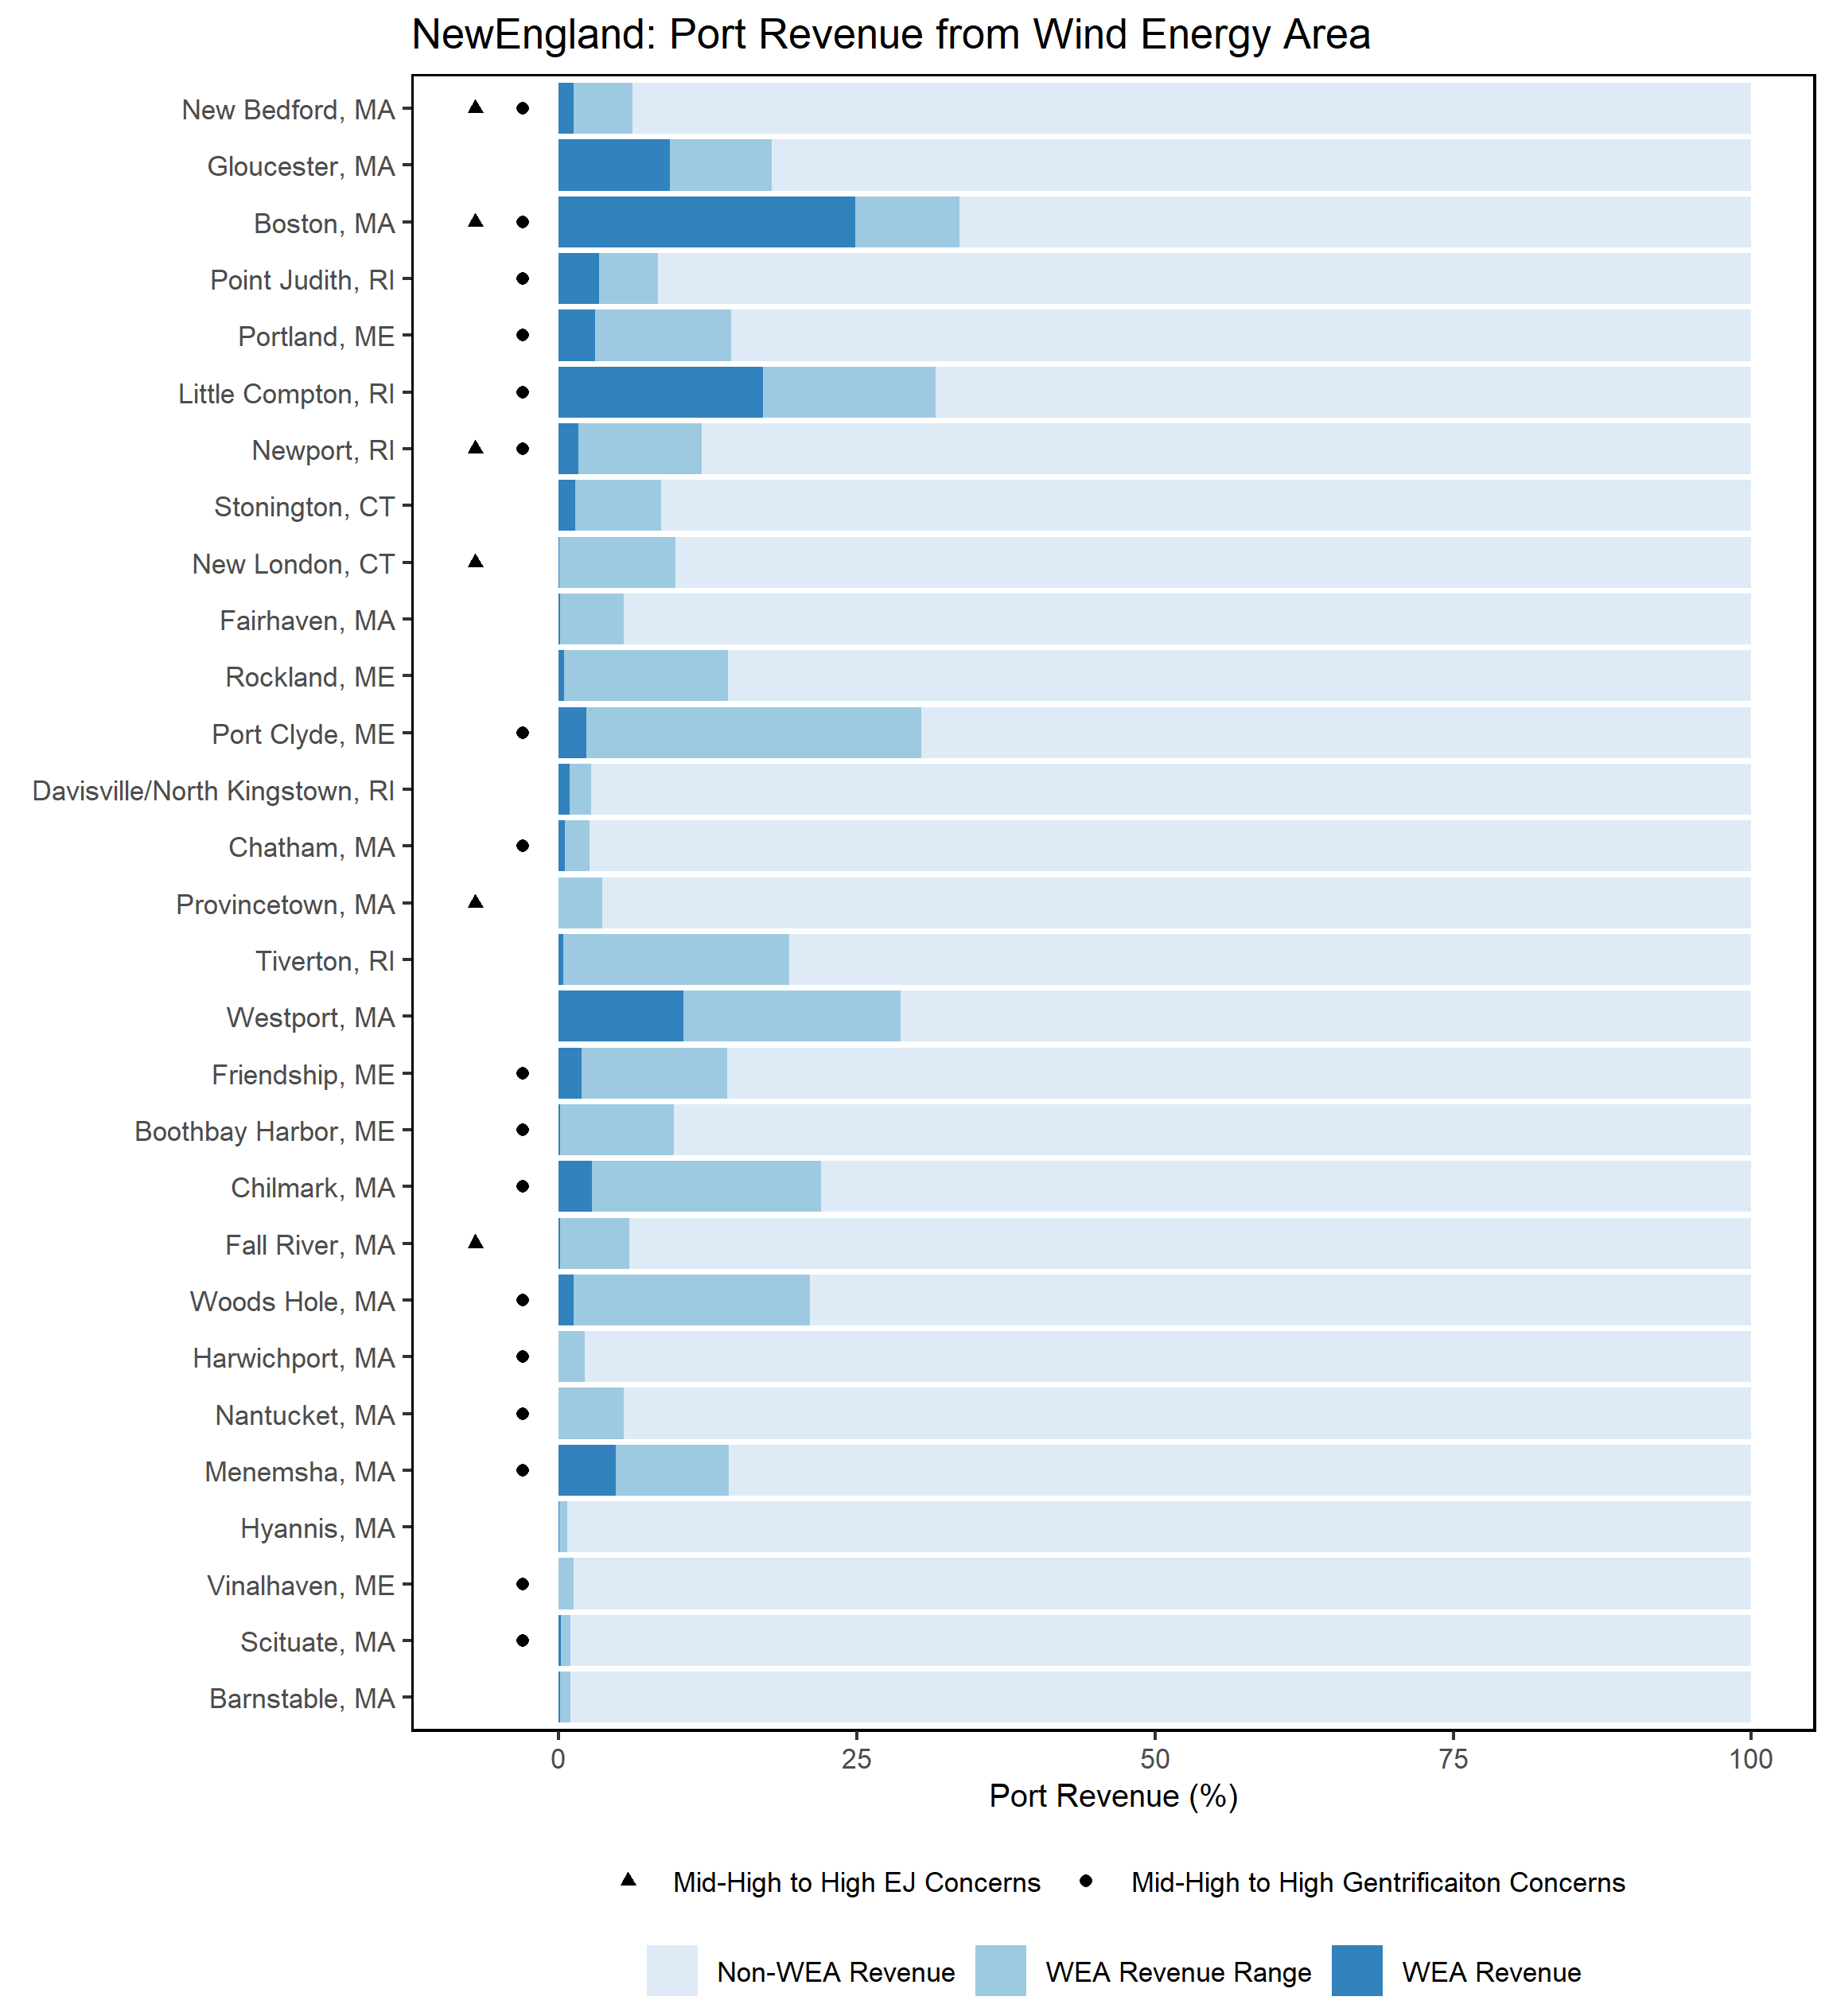 NewEngland: Port Revenue from Wind Energy Area
New Bedford, MA
Gloucester, MA
Boston, MA
Point Judith, RI
Portland, ME
Little Compton, RI
Newport, RI
Stonington, CT
New London, CT
Fairhaven, MA
Rockland, ME
Port Clyde, ME
Davisville/North Kingstown, RI
Chatham, MA
Provincetown, MA
Tiverton, RI
Westport, MA
Friendship, ME
Boothbay Harbor, ME
Chilmark, MA
Fall River, MA
Woods Hole, MA
Harwichport, MA
Nantucket, MA
Menemsha, MA
Hyannis, MA
Vinalhaven, ME
Scituate, MA
Barnstable, MA
0 25 50 75 100
Port Revenue (%)
Mid-High to High EJ Concerns Mid-High to High Gentrificaiton Concerns
Non-WEA Revenue WEA Revenue Range WEA Revenue